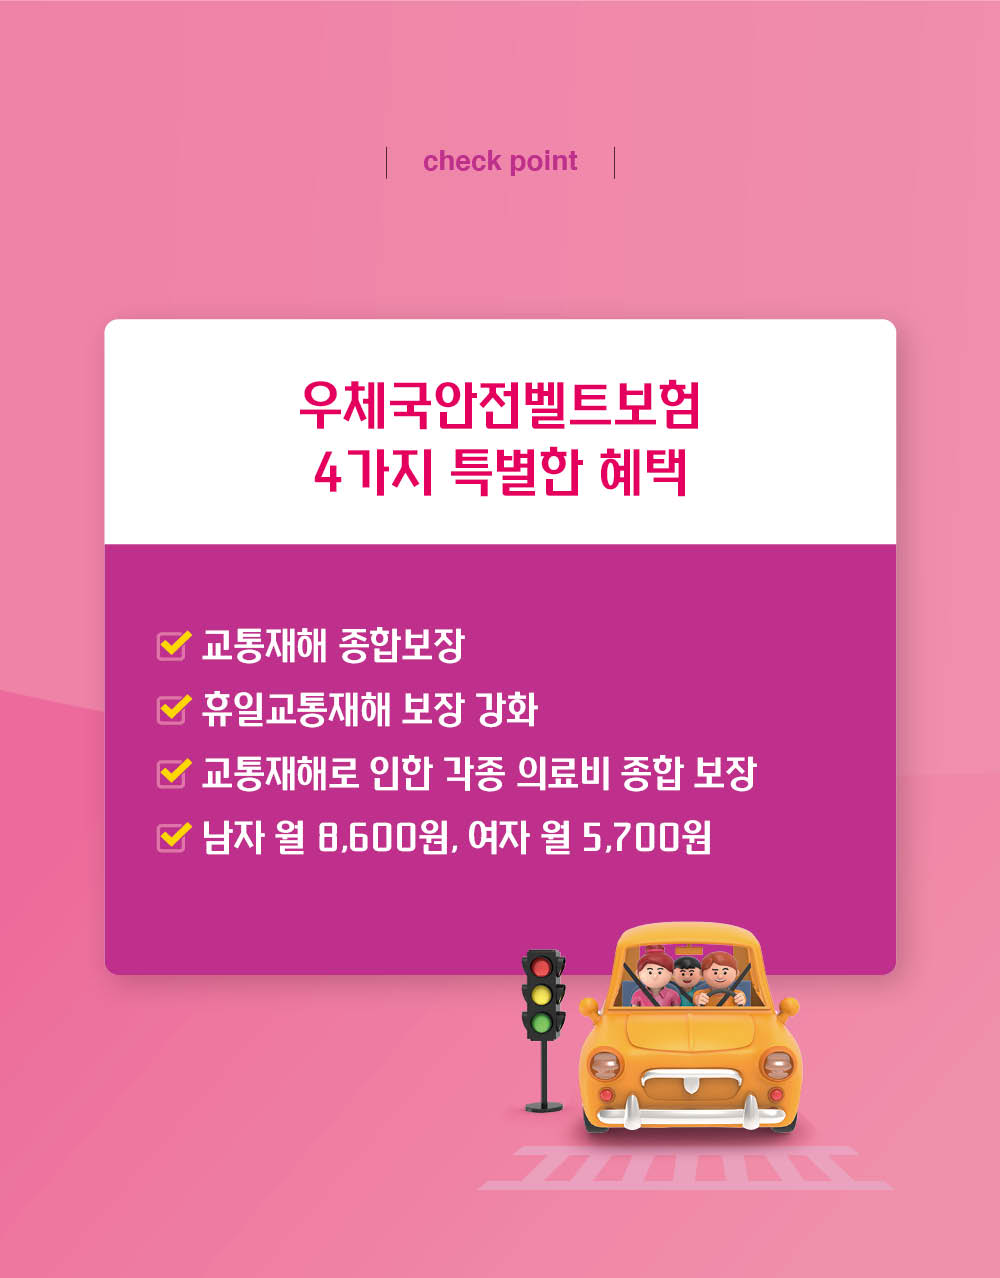 check point
우체국안전벨트보험
4가지 특별한 혜택
교통재해 종합보장
휴일교통재해 보장 강화
교통재해로 인한 각종 의료비 종합 보장
남자 월 8,600원, 여자 월 5,700원